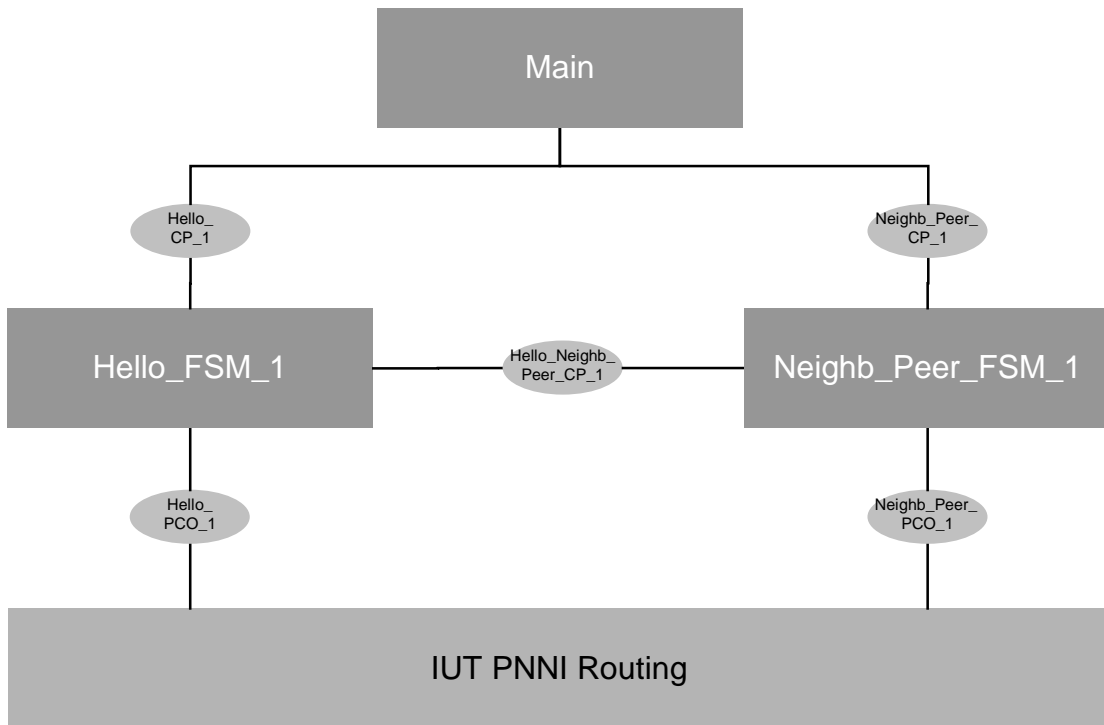 Main
Hello_
CP_1
Neighb_Peer_
CP_1
Hello_FSM_1
Hello_Neighb_
Peer_CP_1
Neighb_Peer_FSM_1
Hello_
PCO_1
Neighb_Peer_
PCO_1
IUT PNNI Routing